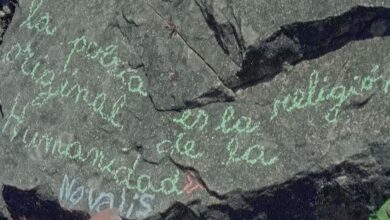 la poesía es la religión
original de la
Humanidad
Novalis